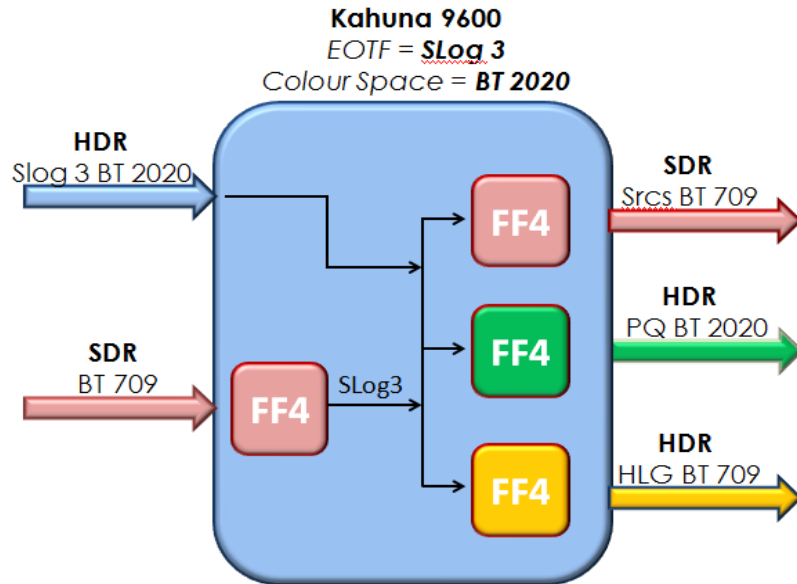 Kahuna 9600
EOTF = SLog 3
Colour Space = BT 2020
HDR
Slog 3 BT 2020
SDR
BT 709
FF4
SLog3
FF4
FF4
FF4
SDR
Srcs BT 709
HDR
PQ BT 2020
HDR
HLG BT 709